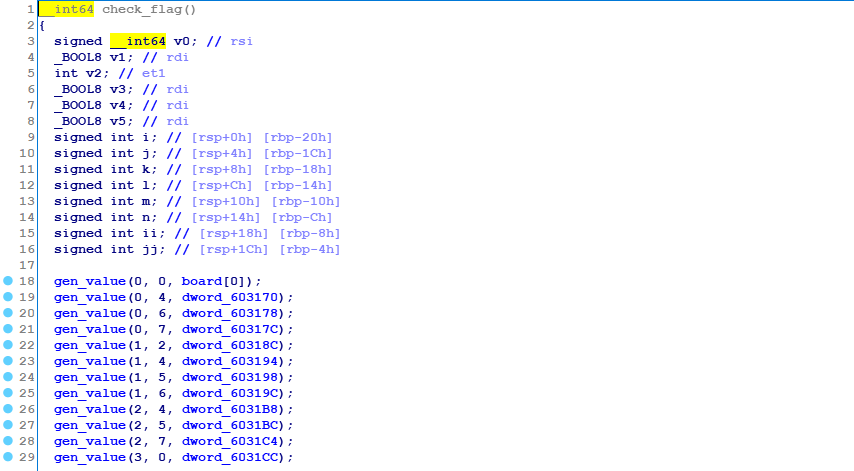 1 __int64 check_flag()
2 {
3 signed __int64 v0; // rsi
4 _BOOL8 v1; // rdi
5 int v2; // et1
6 _BOOL8 v3; // rdi
7 _BOOL8 v4; // rdi
8 _BOOL8 v5; // rdi
9 signed int i; // [rsp+0h] [rbp-20h]
10 signed int j; // [rsp+4h] [rbp-1Ch]
11 signed int k; // [rsp+8h] [rbp-18h]
12 signed int l; // [rsp+Ch] [rbp-14h]
13 signed int m; // [rsp+10h] [rbp-10h]
14 signed int n; // [rsp+14h] [rbp-Ch]
15 signed int ii; // [rsp+18h] [rbp-8h]
16 signed int jj; // [rsp+1Ch] [rbp-4h]
17
18 gen_value(0, 0, board[0]);
19 gen_value(0, 4, dword_603170);
20 gen_value(0, 6, dword_603178);
21 gen_value(0, 7, dword_60317C);
22 gen_value(1, 2, dword_60318C);
23 gen_value(1, 4, dword_603194);
24 gen_value(1, 5, dword_603198);
25 gen_value(1, 6, dword_60319C);
26 gen_value(2, 4, dword_6031B8);
27 gen_value(2, 5, dword_6031BC);
28 gen_value(2, 7, dword_6031C4);
29 gen_value(3, 0, dword_6031CC);